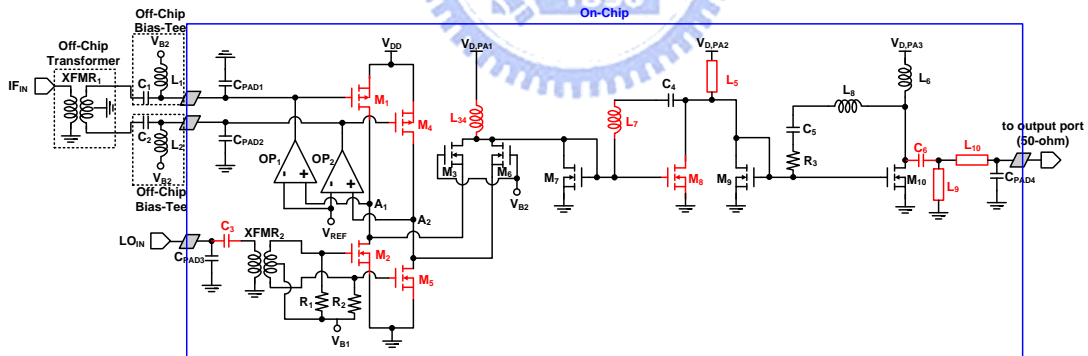 On-Chip
Off-Chip
Bias-Tee
Off-Chip
Transformer
XFMR1
IFIN
VB2
C1
L1
C2
L2
VB2
Off-Chip
Bias-Tee
CPAD1
CPAD2
OP1
OP2
- +
- +
VREF
A1
A2
VDD
M1
M4
M2
M5
LOIN
CPAD3
C3
XFMR2
R1
R2
VB1
VD,PA1
L34
M3
M6
VB2
M7
L7
C4
M8
VD,PA2
L5
M9
C5
R3
L8
VD,PA3
L6
M10
C6
L9
L10
CPAD4
to output port
(50-ohm)